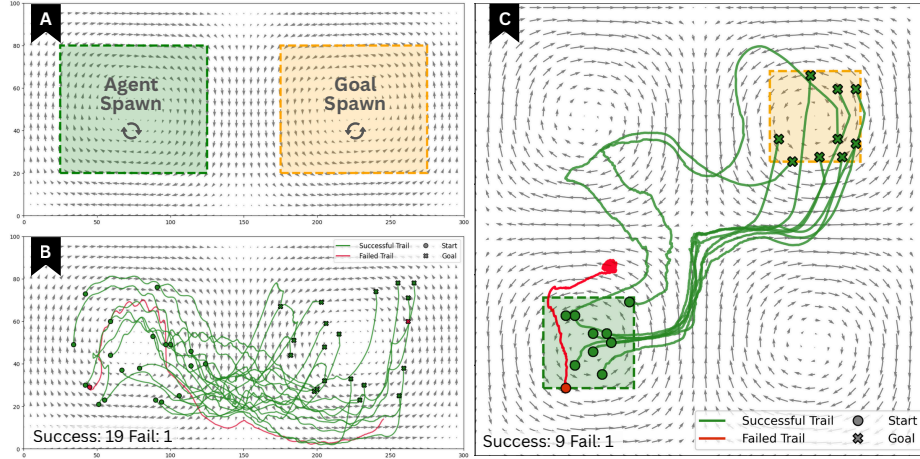 A
Agent
Spawn
Goal
Spawn
100
80
60
40
20
0
0 50 100 150 200 250 300
B
Successful Trail Start
Failed Trail Goal
100
80
60
40
20
0
0 50 100 150 200 250 300
Success: 19 Fail: 1
C
Success: 9 Fail: 1
Successful Trail Start
Failed Trail Goal